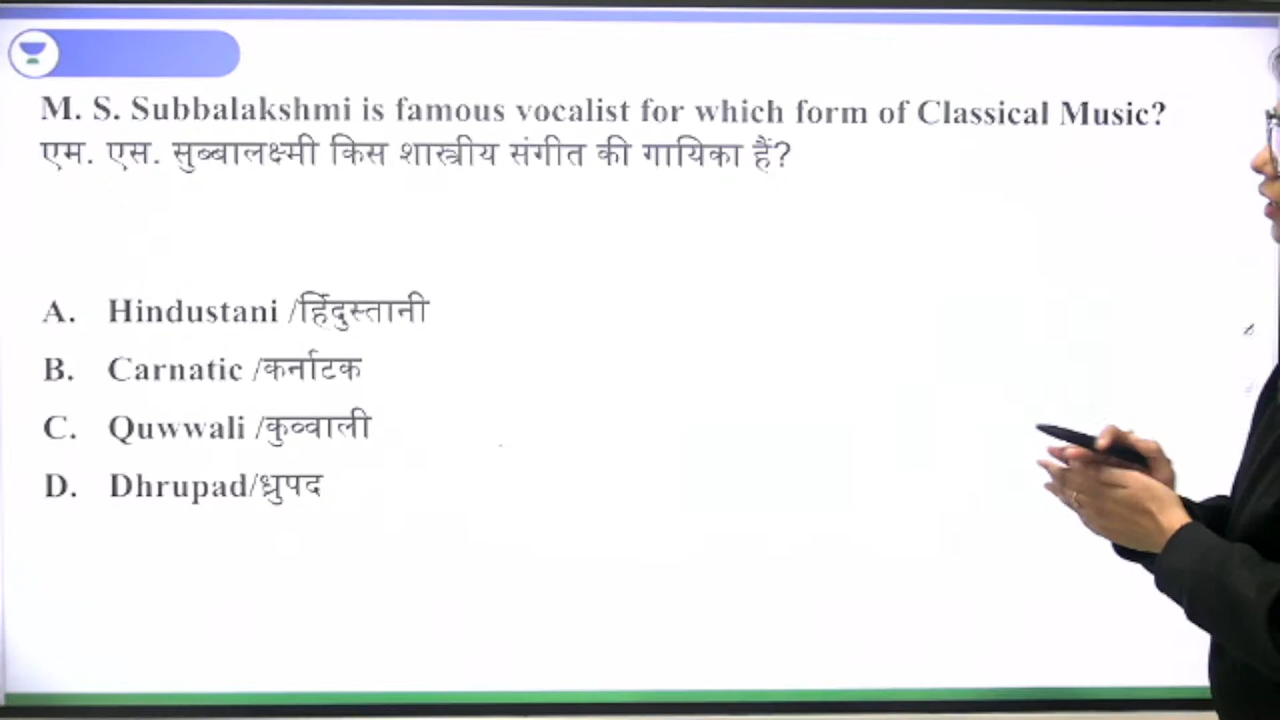 M. S. Subbalakshmi is famous vocalist for which form of Classical Music?
एम. एस. सुब्बालक्ष्मी किस शास्त्रीय संगीत की गायिका हैं?
A. Hindustani /हिंदुस्तानी
B. Carnatic /कर्नाटक
C. Quwwali /कुव्वाली
D. Dhrupad/ध्रुपद